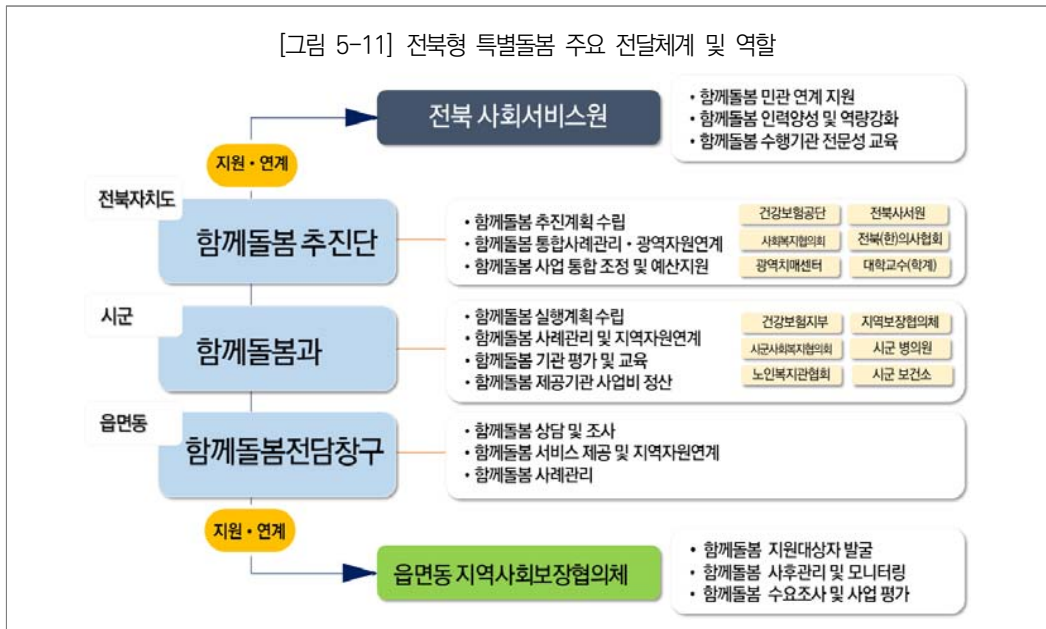 [그림 5-11] 전북형 특별돌봄 주요 전달체계 및 역할
전북 사회서비스원
• 함께돌봄 민관 연계 지원
• 함께돌봄 인력양성 및 역량강화
• 함께돌봄 수행기관 전문성 교육
지원・연계
전북자치도
함께돌봄 추진단
• 함께돌봄 추진계획 수립
• 함께돌봄 통합사례관리・광역자원연계
• 함께돌봄 사업 통합 조정 및 예산지원
건강보험공단 전북사서원
사회복지협의회 전북(한)의사협회
광역치매센터 대학교수(학계)
시군
함께돌봄과
• 함께돌봄 실행계획 수립
• 함께돌봄 사례관리 및 지역자원연계
• 함께돌봄 기관 평가 및 교육
• 함께돌봄 제공기관 사업비 정산
건강보험지부 지역보장협의체
시군사회복지협의회 시군 병의원
노인복지관협회 시군 보건소
읍면동
함께돌봄전담창구
• 함께돌봄 상담 및 조사
• 함께돌봄 서비스 제공 및 지역자원연계
• 함께돌봄 사례관리
지원・연계
읍면동 지역사회보장협의체
• 함께돌봄 지원대상자 발굴
• 함께돌봄 사후관리 및 모니터링
• 함께돌봄 수요조사 및 사업 평가